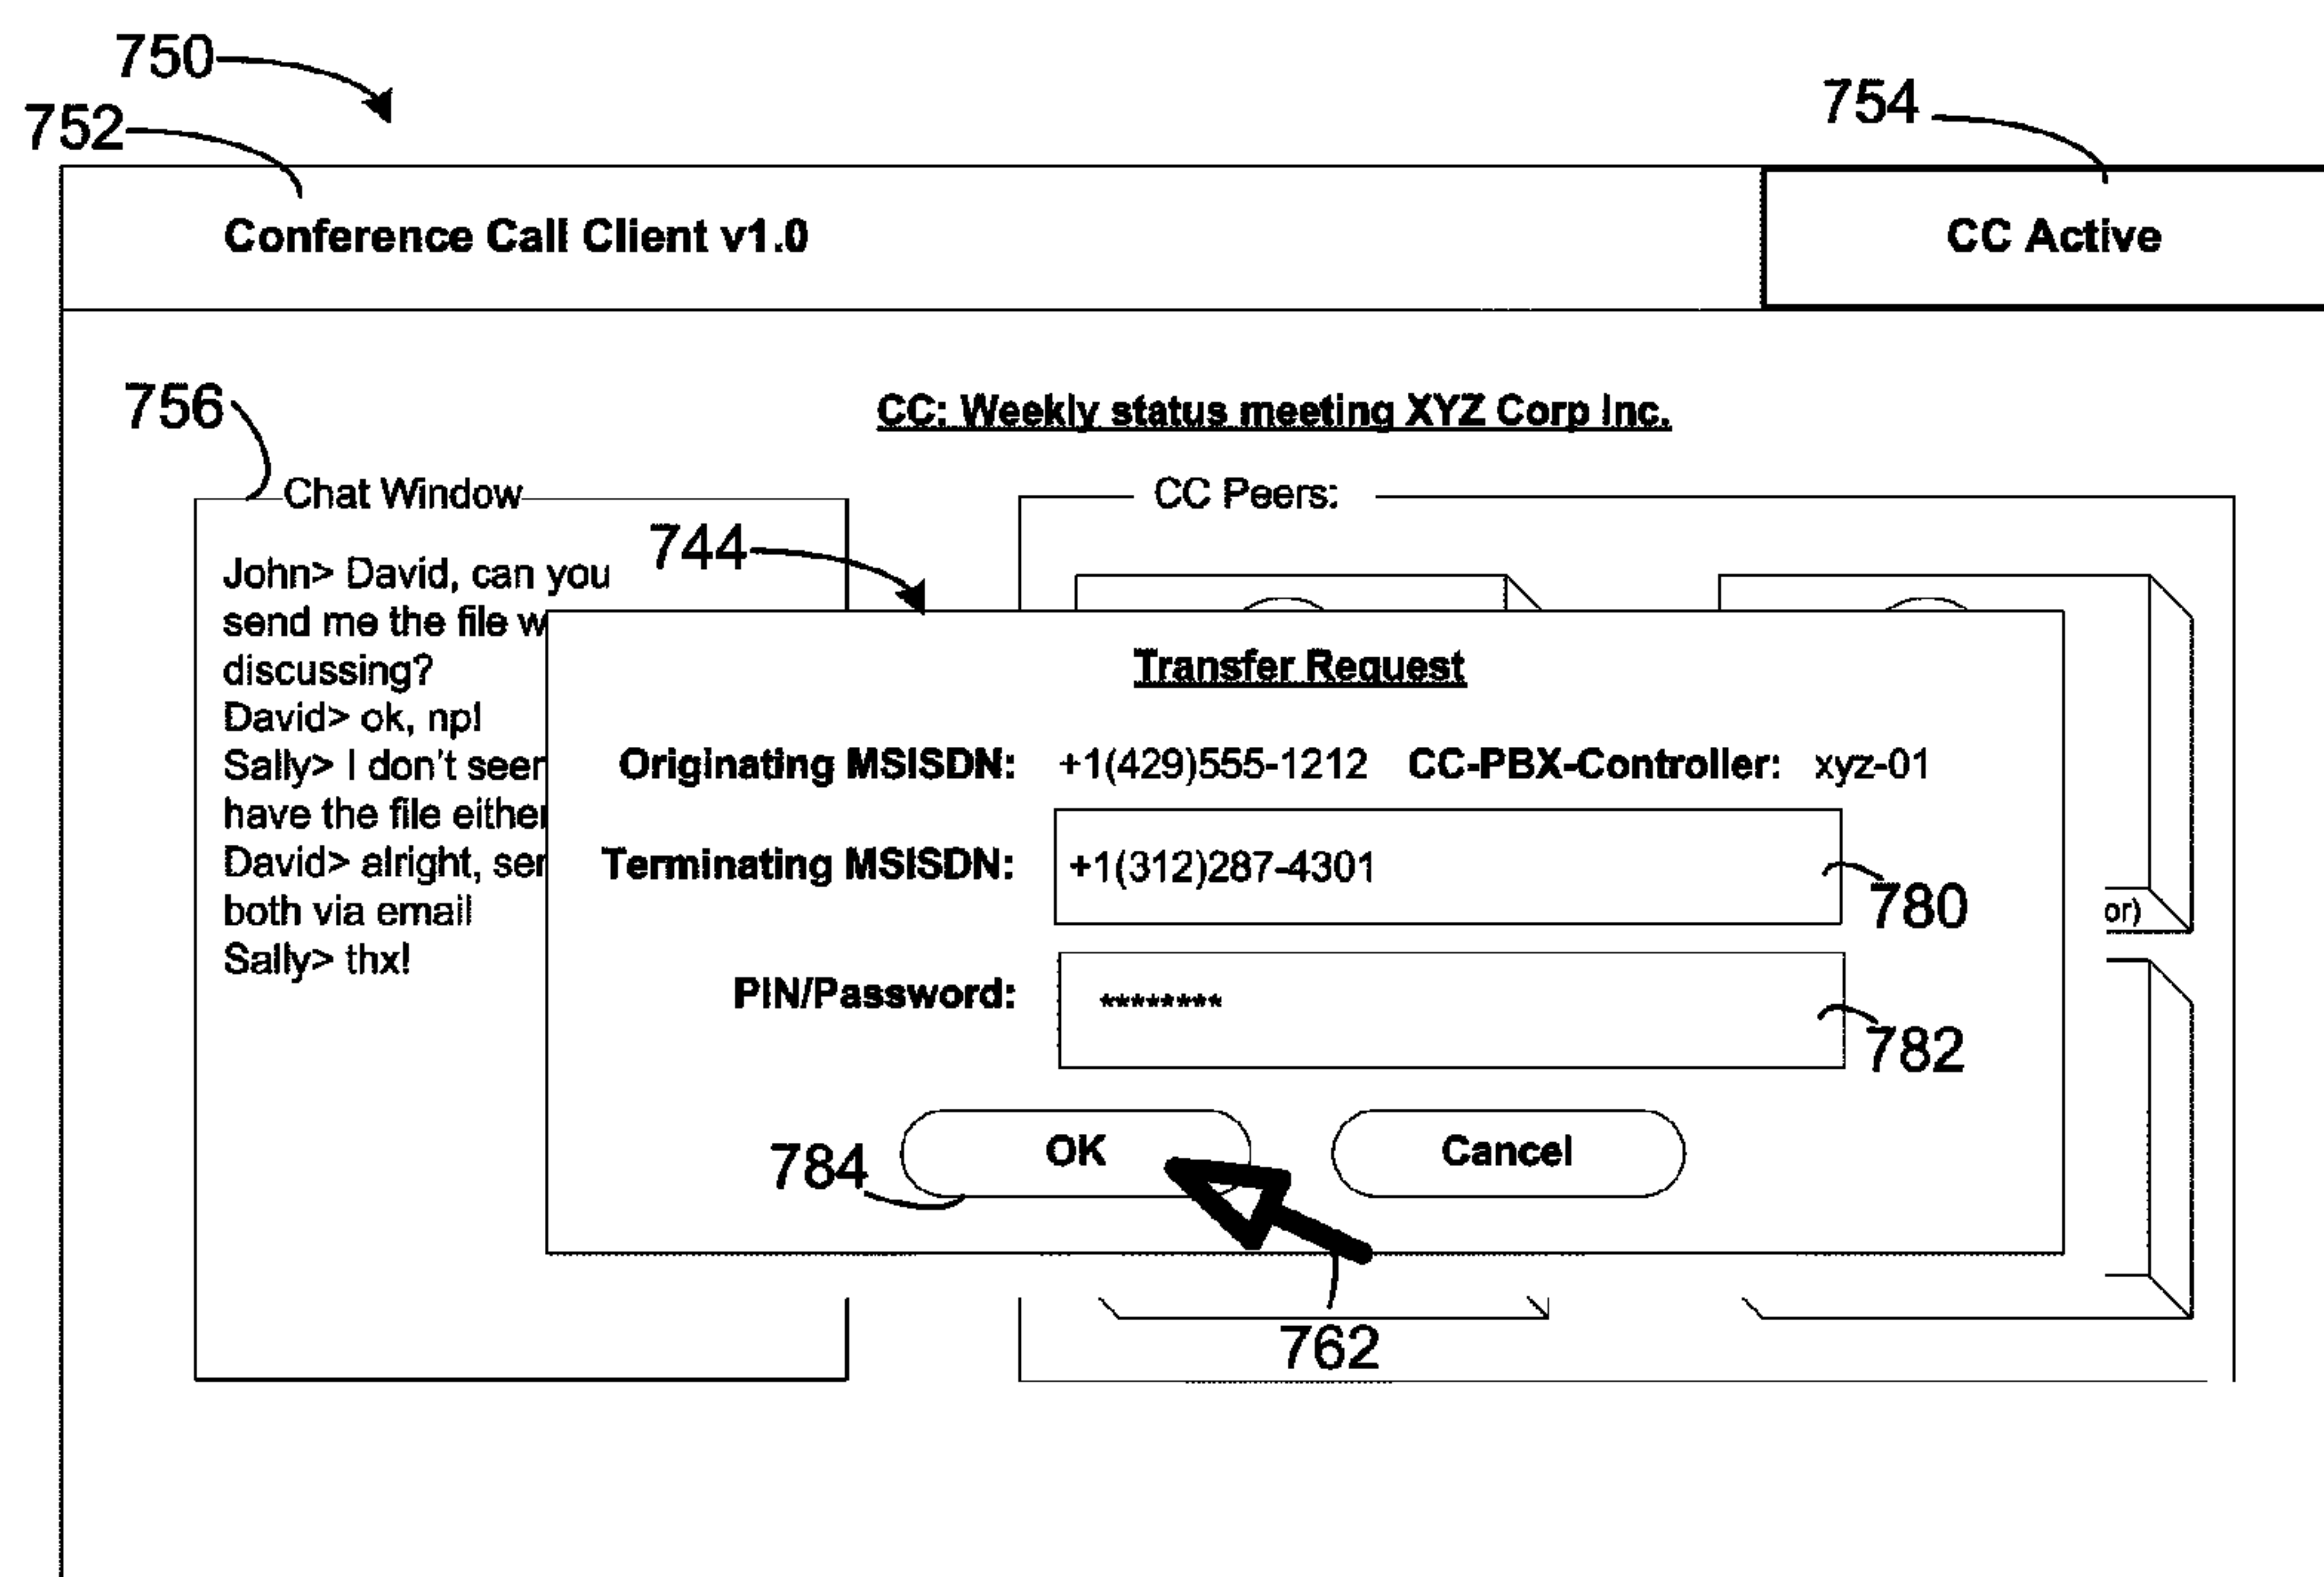 750
752
754
Conference Call Client v1.0
CC Active
756
CC: Weekly status meeting XYZ Corp Inc.
Chat Window
CC Peers:
744
John> David, can you
send me the file w
discussing?
David> ok, np!
Sally> I don't seem
have the file either
David> alright, ser
both via email
Sally> thx!
Transfer Request
Originating MSISDN: +1(429)555-1212 CC-PBX-Controller: xyz-01
Terminating MSISDN: +1(312)287-4301
780
or)
PIN/Password: ********
782
OK
Cancel
784
762